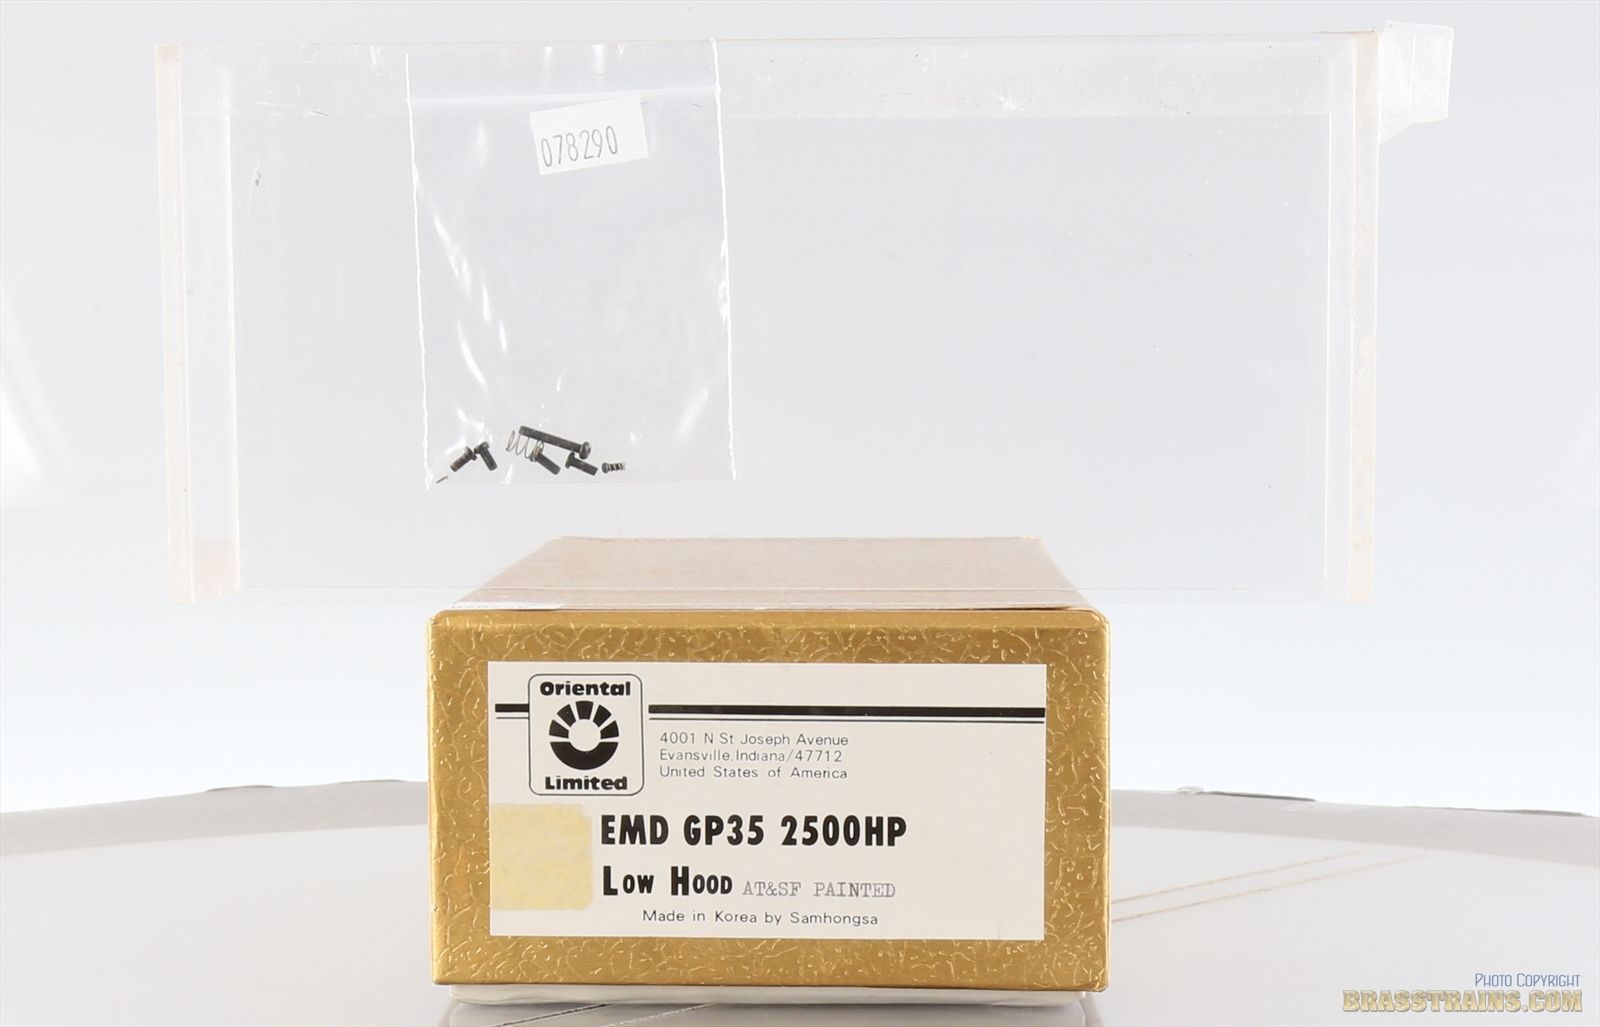 078290
Oriental
Limited
4001 N St Joseph Avenue
Evansville, Indiana/47712
United States of America
EMD GP35 2500HP
Low Hood AT&SF PAINTED
Made in Korea by Samhongsa
Photo Copyright
BRASSTRAINS.COM